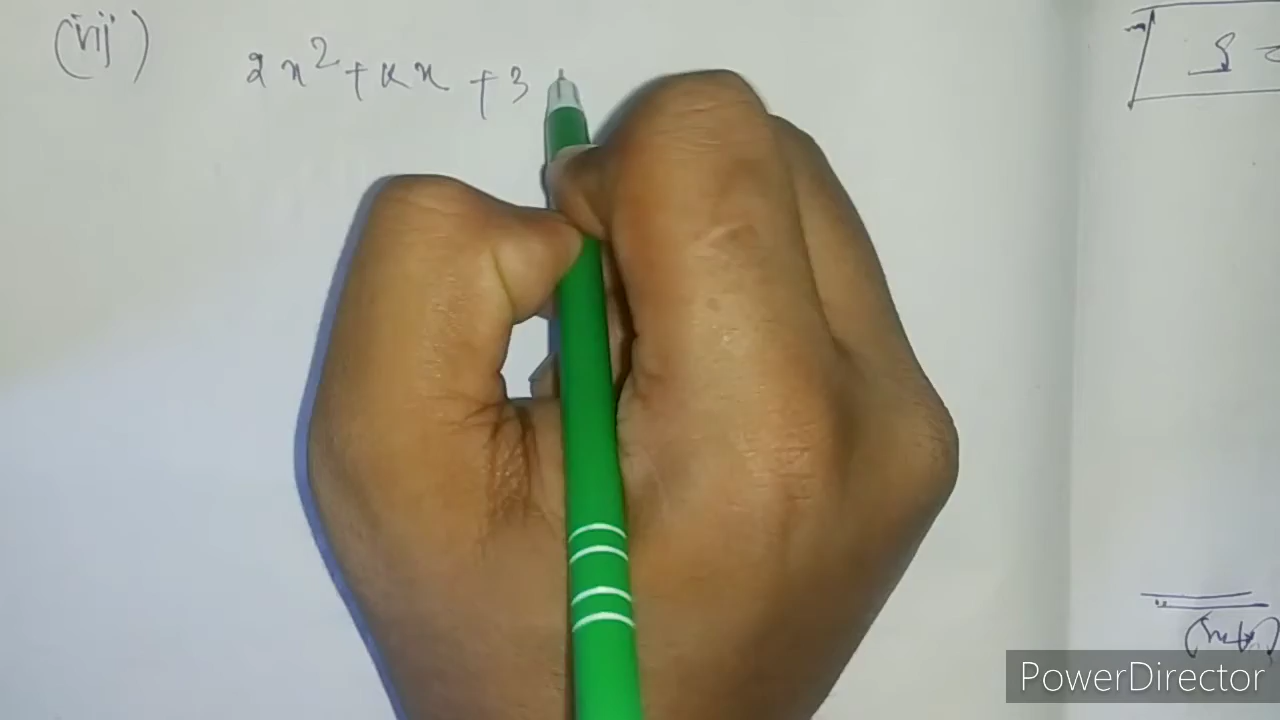 (vii) 2x² + kx + 3
PowerDirector